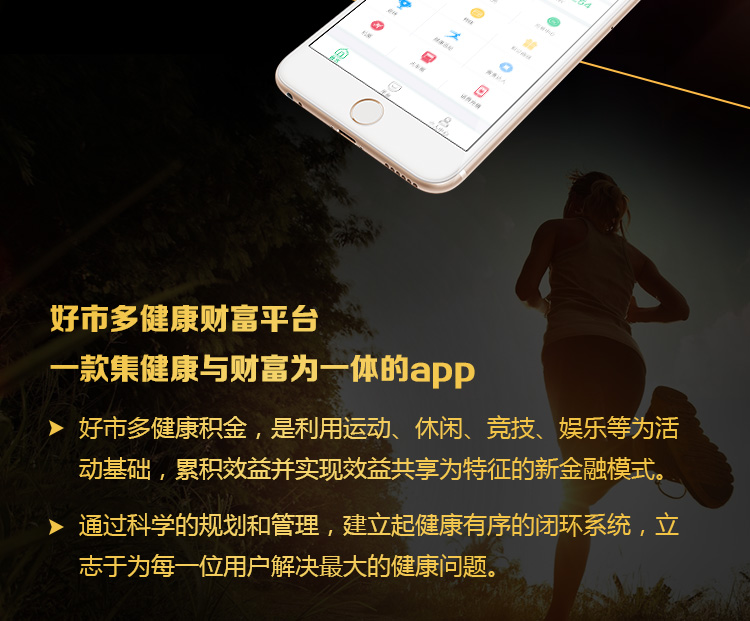 好市多健康财富平台
一款集健康与财富为一体的app
好市多健康积金，是利用运动、休闲、竞技、娱乐等为活
动基础，累积效益并实现效益共享为特征的新金融模式。
通过科学的规划和管理，建立起健康有序的闭环系统，立
志于为每一位用户解决最大的健康问题。